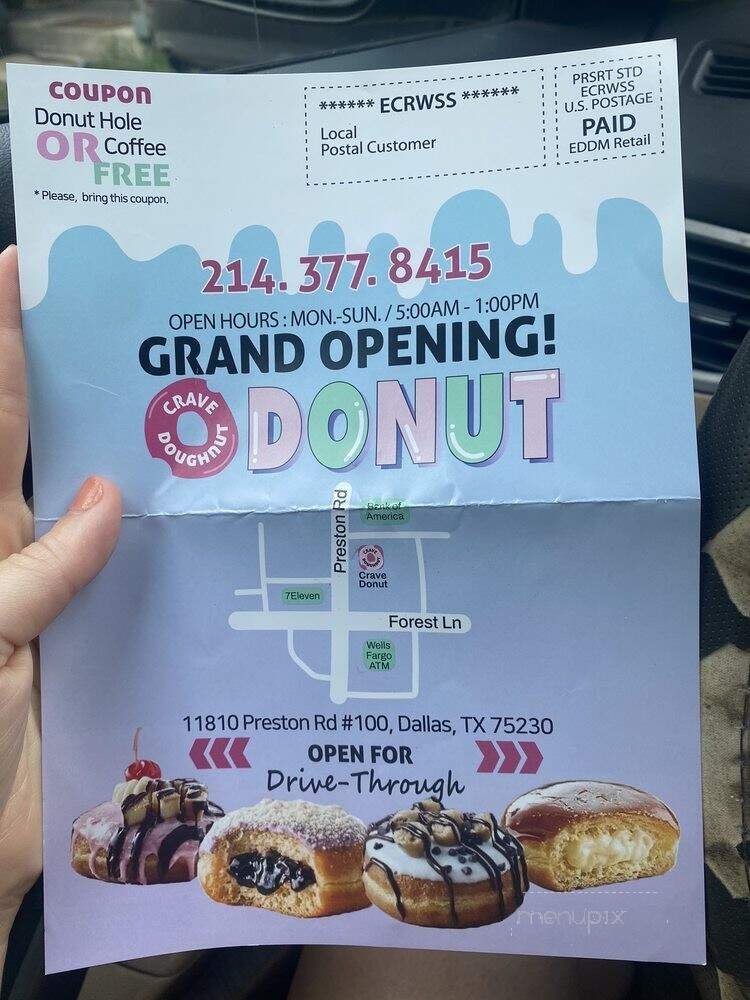 COUPON
Donut Hole
OR Coffee
FREE
* Please, bring this coupon.
****** ECRWSS ******
Local
Postal Customer
PRSRT STD
ECRWSS
U.S. POSTAGE
PAID
EDDM Retail
214. 377. 8415
OPEN HOURS : MON.-SUN. / 5:00AM - 1:00PM
GRAND OPENING!
CRAVE
DOUGHNUT
DONUT
Preston Rd
Bank of
America
CRAVE
DOUGHNUT
Crave
Donut
7Eleven
Forest Ln
Wells
Fargo
ATM
11810 Preston Rd #100, Dallas, TX 75230
OPEN FOR
Drive-Through
menupix